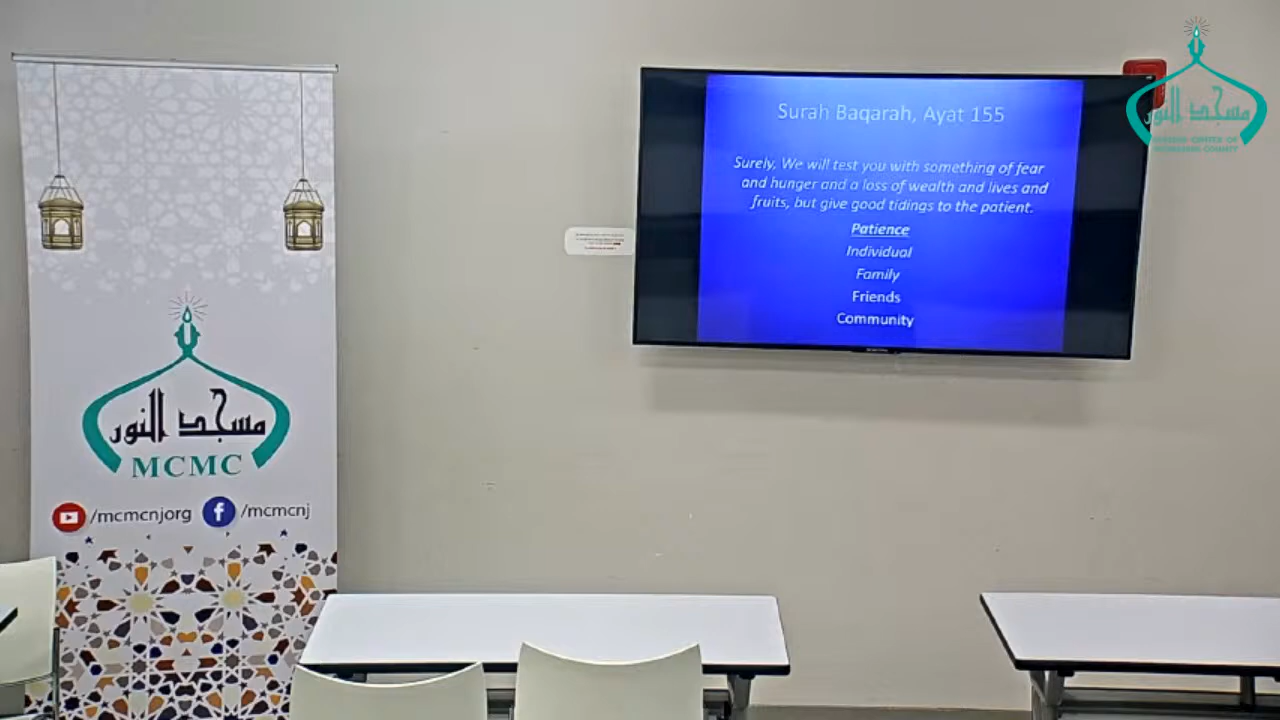 مسجد النور
MCMC
/mcmcnjorg
/mcmcnj
Surah Baqarah, Ayat 155
Surely, We will test you with something of fear
and hunger and a loss of wealth and lives and
fruits, but give good tidings to the patient.
Patience
Individual
Family
Friends
Community
مسجد النور